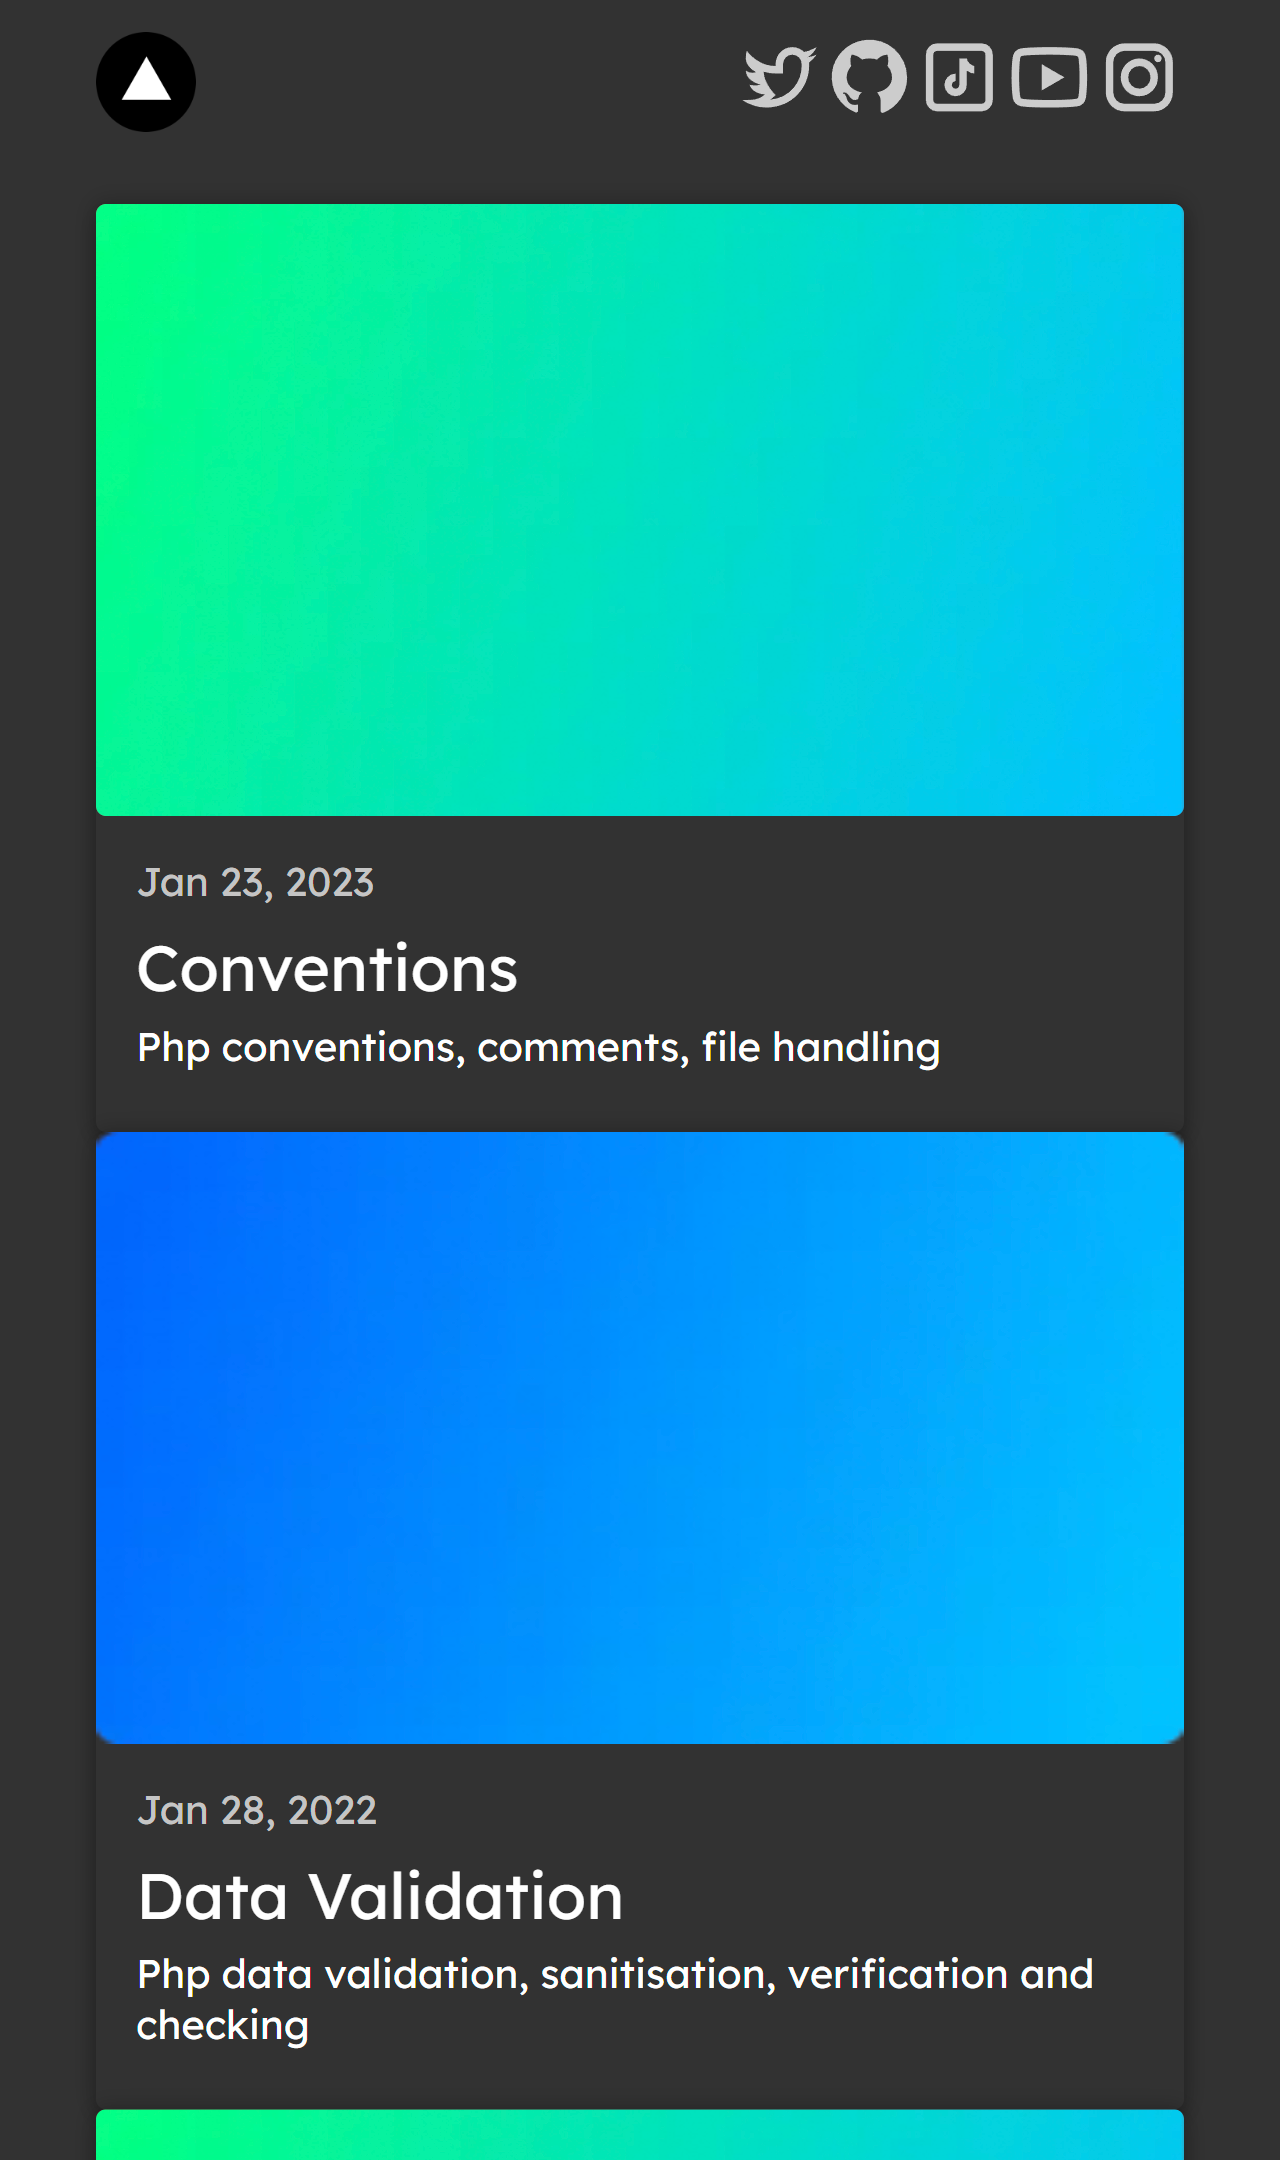 Jan 23, 2023
Conventions
Php conventions, comments, file handling
Jan 28, 2022
Data Validation
Php data validation, sanitisation, verification and
checking